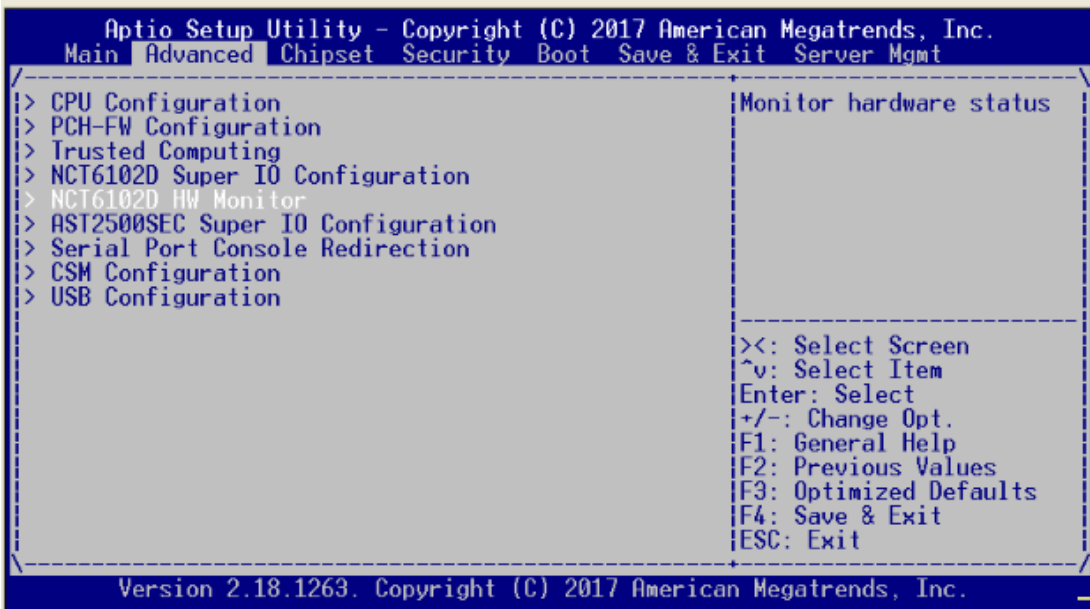 Aptio Setup Utility - Copyright (C) 2017 American Megatrends, Inc.
Main Advanced Chipset Security Boot Save & Exit Server Mgmt
> CPU Configuration
> PCH-FW Configuration
> Trusted Computing
> NCT6102D Super IO Configuration
> NCT6102D HW Monitor
> AST2500SEC Super IO Configuration
> Serial Port Console Redirection
> CSM Configuration
> USB Configuration
Monitor hardware status
><: Select Screen
^v: Select Item
Enter: Select
+/-: Change Opt.
F1: General Help
F2: Previous Values
F3: Optimized Defaults
F4: Save & Exit
ESC: Exit
Version 2.18.1263. Copyright (C) 2017 American Megatrends, Inc.